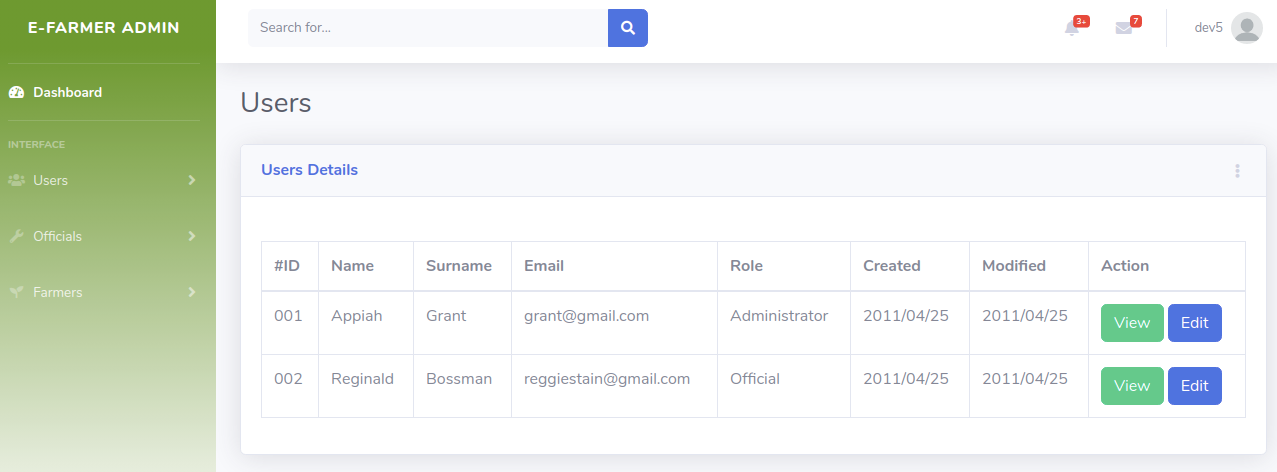 E-FARMER ADMIN
Search for...
3+
7
dev5
Dashboard
INTERFACE
Users
Officials
Farmers
Users
Users Details
#ID Name Surname Email Role Created Modified Action
001 Appiah Grant grant@gmail.com Administrator 2011/04/25 2011/04/25 View Edit
002 Reginald Bossman reggiestain@gmail.com Official 2011/04/25 2011/04/25 View Edit